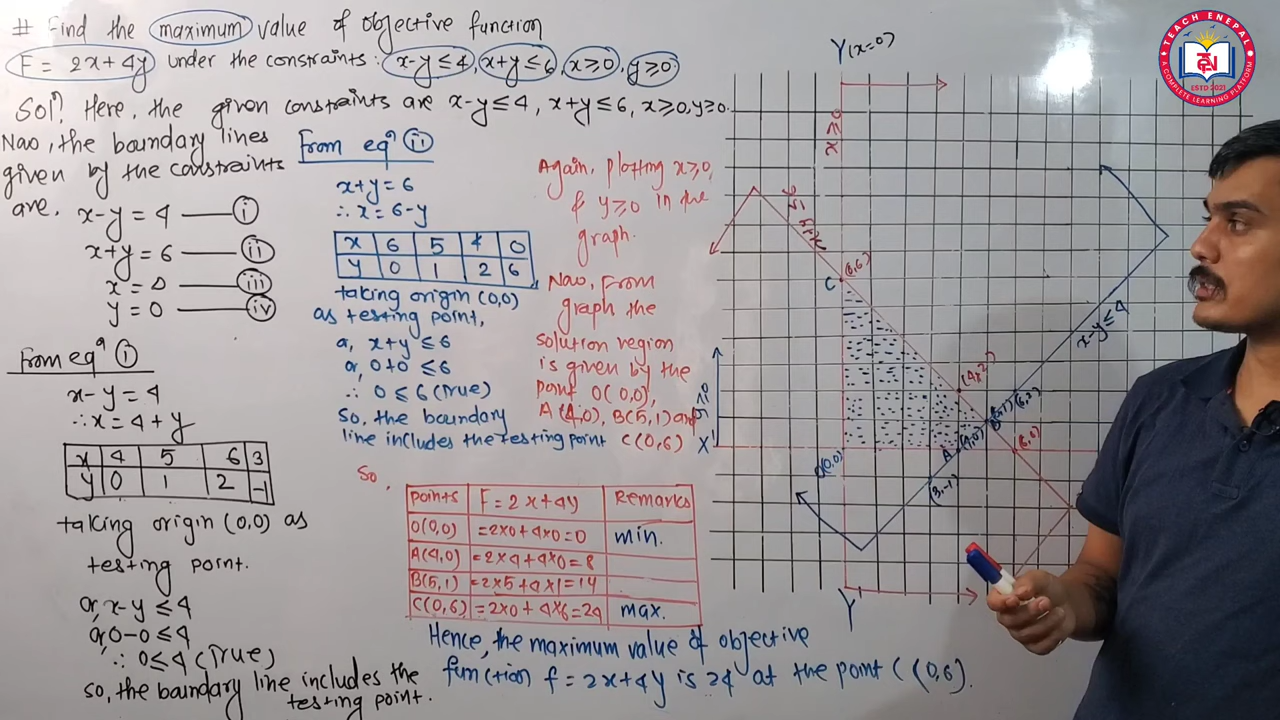 # Find the maximum value of objective function
F = 2x+4y under the constraints: x-y≤4, x+y≤6, x≥0, y≥0
Solⁿ: Here, the given constraints are x-y≤4, x+y≤6, x≥0, y≥0.
Now, the boundary lines
given by the constraints
are.
x-y = 4 — (i)
x+y = 6 — (ii)
x = 0 — (iii)
y = 0 — (iv)
From eqⁿ (i)
x-y = 4
∴ x = 4+y
x 4 5 6 3
y 0 1 2 -1
taking origin (0,0) as
testing point.
or, x-y ≤ 4
or, 0-0 ≤ 4
∴ 0 ≤ 4 (True)
so, the boundary line includes the
testing point.
From eqⁿ (ii)
x+y = 6
∴ x = 6-y
x 6 5 4 0
y 0 1 2 6
taking origin (0,0)
as testing point,
a, x+y ≤ 6
or, 0+0 ≤ 6
∴ 0 ≤ 6 (True)
So, the boundary
line includes the testing point
Again, plotting x≥0,
& y≥0 in the
graph.
Now, From
graph the
solution region
is given by the
point O(0,0),
A(4,0), B(5,1) and
C(0,6)
So,
Points F = 2x+4y Remarks
O(0,0) =2×0+4×0=0 min.
A(4,0) =2×4+4×0=8
B(5,1) =2×5+4×1=14
C(0,6) =2×0+4×6=24 max.
Hence, the maximum value of objective
function f = 2x+4y is 24 at the point C(0,6).
Y(x=0)
x≥0
x+y≤6
C
(4,2)
x-y≤4
B (5,1) (6,2)
y≥0
X'
O(0,0)
A (4,0)
(6,0)
(3,-1)
Y
TEACH ENEPAL
ESTD 2021
A COMPLETE LEARNING PLATFORM